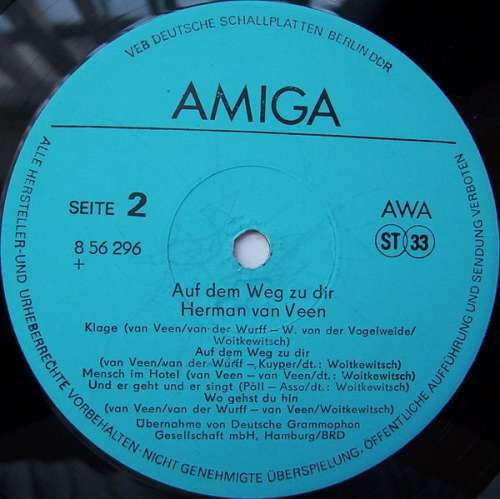 VEB DEUTSCHE SCHALLPLATTEN BERLIN DDR
AMIGA
SEITE 2
AWA
8 56 296
ST 33
+
Auf dem Weg zu dir
Herman van Veen
Klage (van Veen/van der Wurff – W. van der Vogelweide/
Woitkewitsch)
Auf dem Weg zu dir
(van Veen/van der Wurff – Kuyper/dt.: Woitkewitsch)
Mensch im Hotel (van Veen – van Veen/dt.: Woitkewitsch)
Und er geht und er singt (Pöll – Assa/dt.: Woitkewitsch)
Wo gehst du hin
(van Veen/van der Wurff – van Veen/Woitkewitsch)
Übernahme von Deutsche Grammophon
Gesellschaft mbH, Hamburg/BRD
ALLE HERSTELLER- UND URHEBERRECHTE VORBEHALTEN · NICHT GENEHMIGTE ÜBERSPIELUNG, ÖFFENTLICHE AUFFÜHRUNG UND SENDUNG VERBOTEN